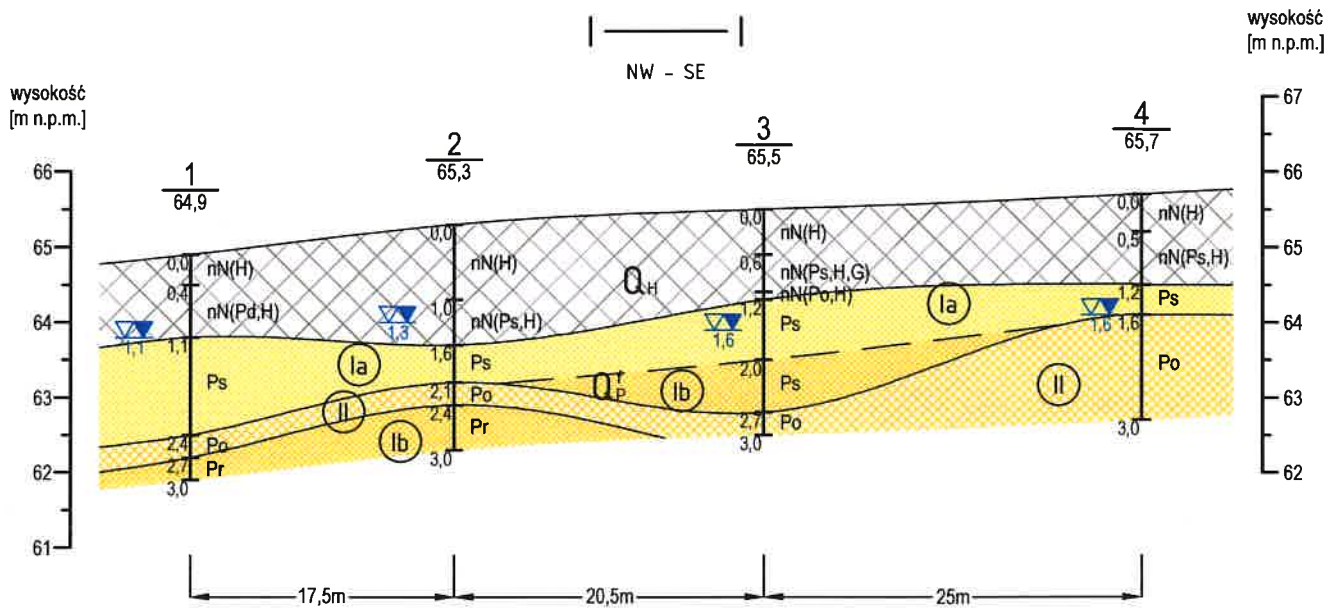 NW - SE
wysokość
[m n.p.m.]
wysokość
[m n.p.m.]
66
65
64
63
62
61
67
66
65
64
63
62
1
64,9
2
65,3
3
65,5
4
65,7
0,0
nN(H)
0,4
nN(Pd,H)
1,1
1,1
Ps
2,4
Po
2,7
Pr
3,0
0,0
nN(H)
1,0
nN(Ps,H)
1,3
1,6
Ps
2,1
Po
2,4
Pr
3,0
0,0
nN(H)
0,6
nN(Ps,H,G)
nN(Po,H)
1,2
1,6
Ps
2,0
Ps
2,7
Po
3,0
0,0
nN(H)
0,5
nN(Ps,H)
1,2
Ps
1,6
1,6
Po
3,0
QH
Ia
Ia
QfP
Ib
II
II
Ib
17,5m
20,5m
25m